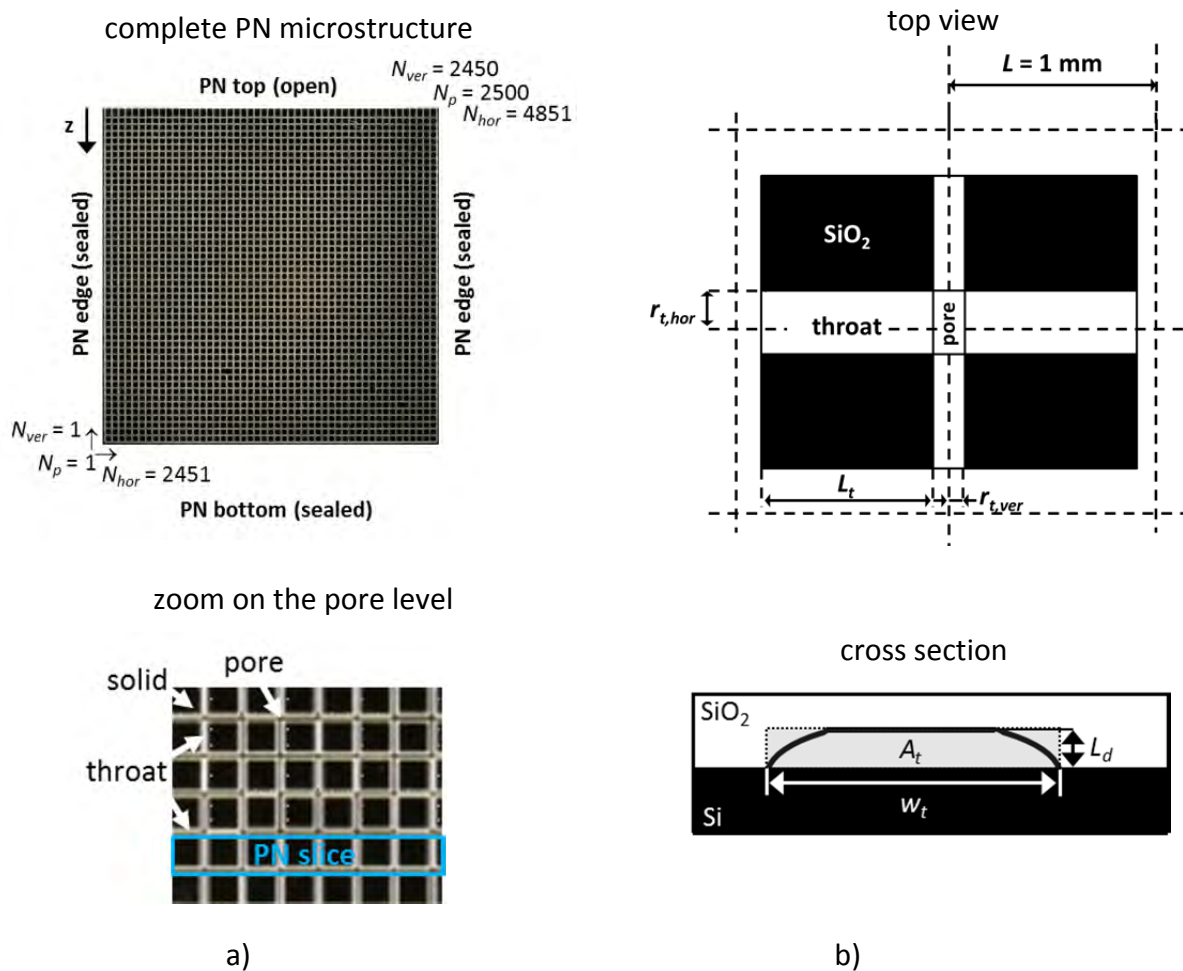 complete PN microstructure
PN top (open)
N_ver = 2450
N_p = 2500
N_hor = 4851
z
PN edge (sealed)
PN edge (sealed)
N_ver = 1
N_p = 1
N_hor = 2451
PN bottom (sealed)
zoom on the pore level
solid
pore
throat
PN slice
a)
top view
L = 1 mm
SiO₂
r_t,hor
throat
pore
L_t
r_t,ver
cross section
SiO₂
A_t
L_d
w_t
Si
b)